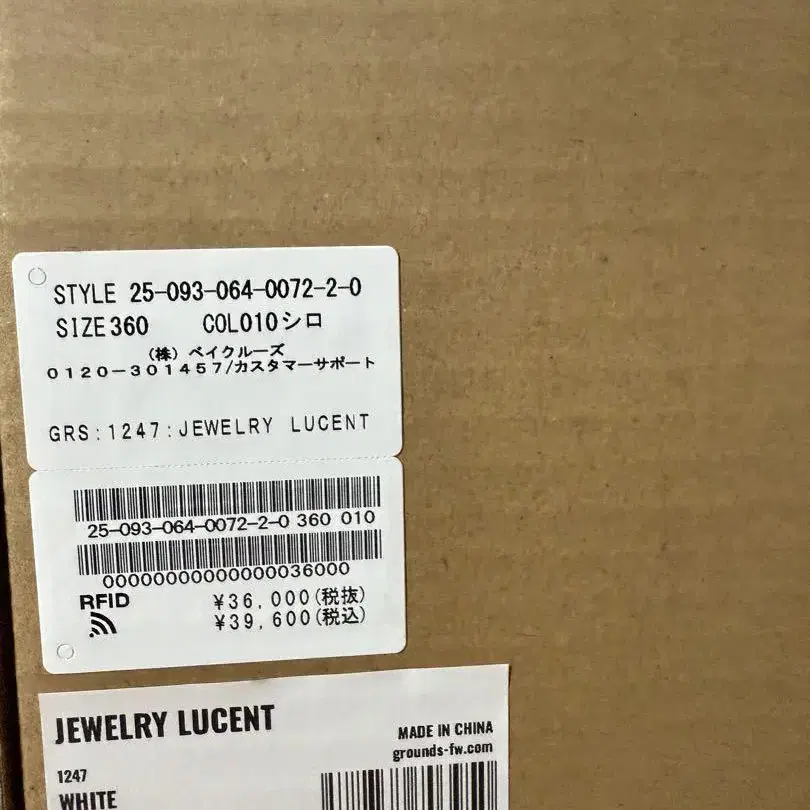 STYLE 25-093-064-0072-2-0
SIZE 360 COL010シロ
(株) ベイクルーズ
0120-301457/カスタマーサポート
GRS:1247:JEWELRY LUCENT
25-093-064-0072-2-0 360 010
000000000000000036000
RFID ¥36,000(税抜)
¥39,600(税込)
JEWELRY LUCENT
MADE IN CHINA
grounds-fw.com
1247
WHITE